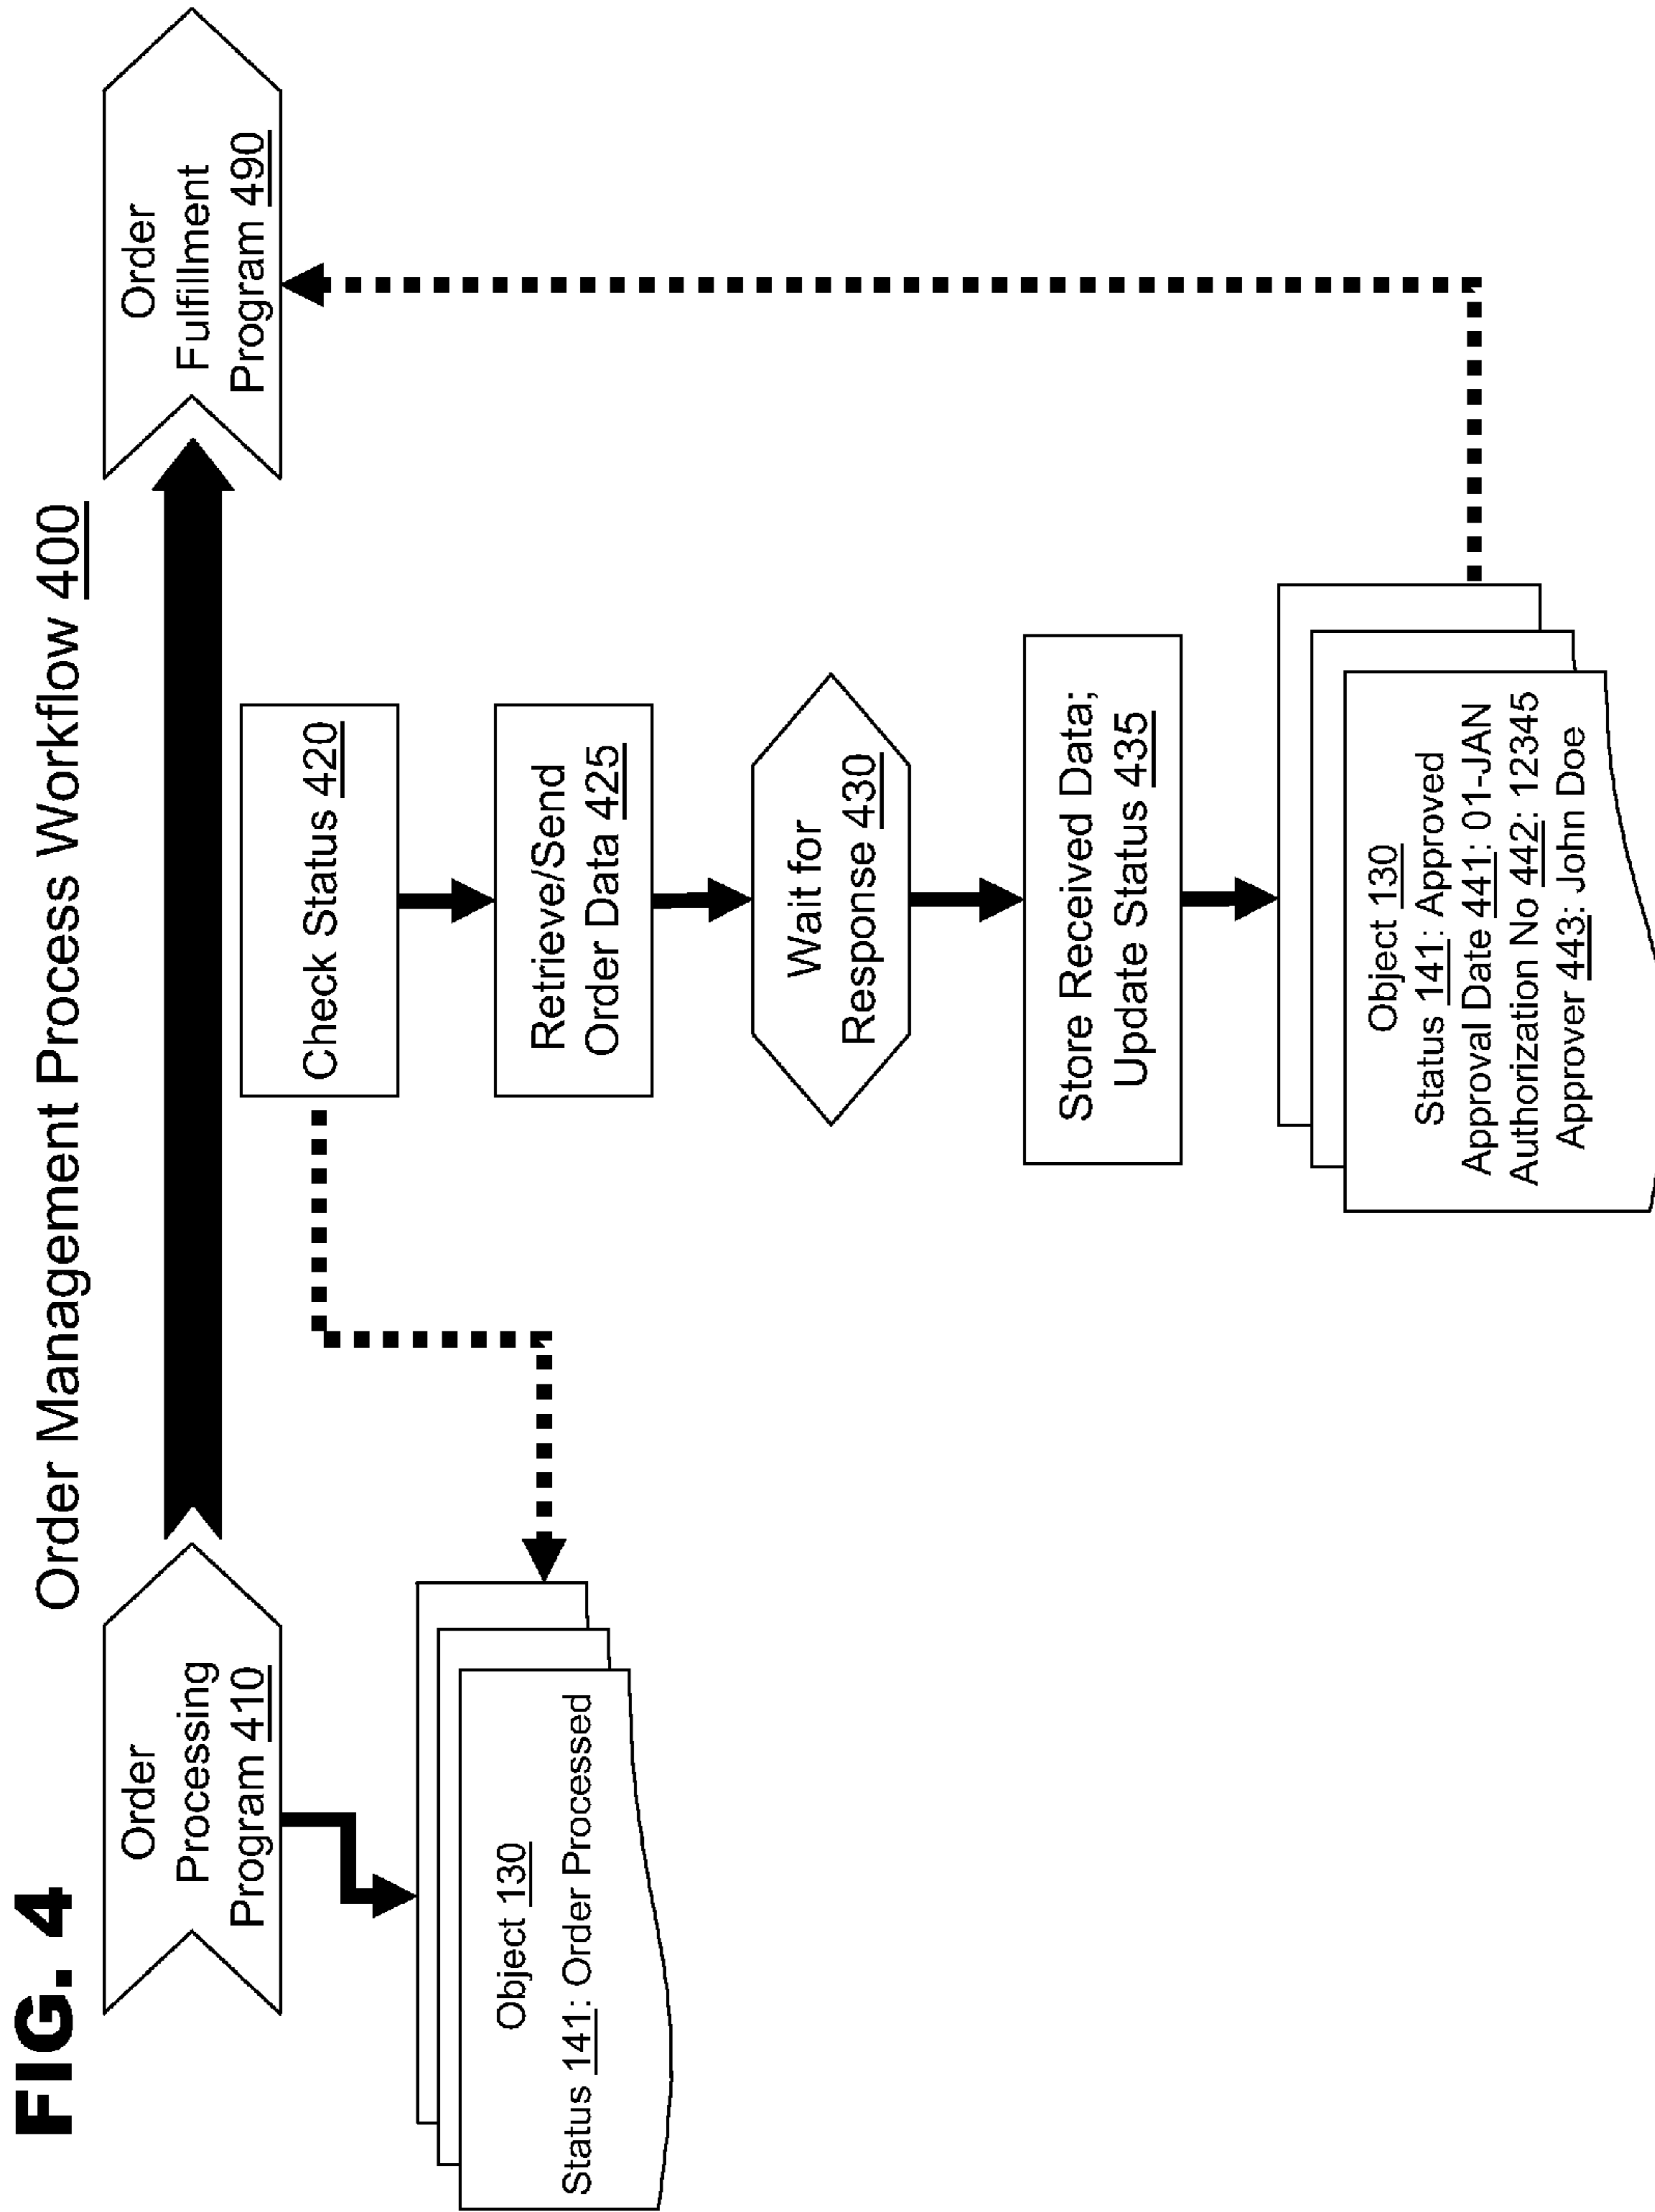 FIG. 4
Order Management Process Workflow 400
Order
Processing
Program 410
Order
Fulfillment
Program 490
Object 130
Status 141: Order Processed
Check Status 420
Retrieve/Send
Order Data 425
Wait for
Response 430
Store Received Data;
Update Status 435
Object 130
Status 141: Approved
Approval Date 441: 01-JAN
Authorization No 442: 12345
Approver 443: John Doe